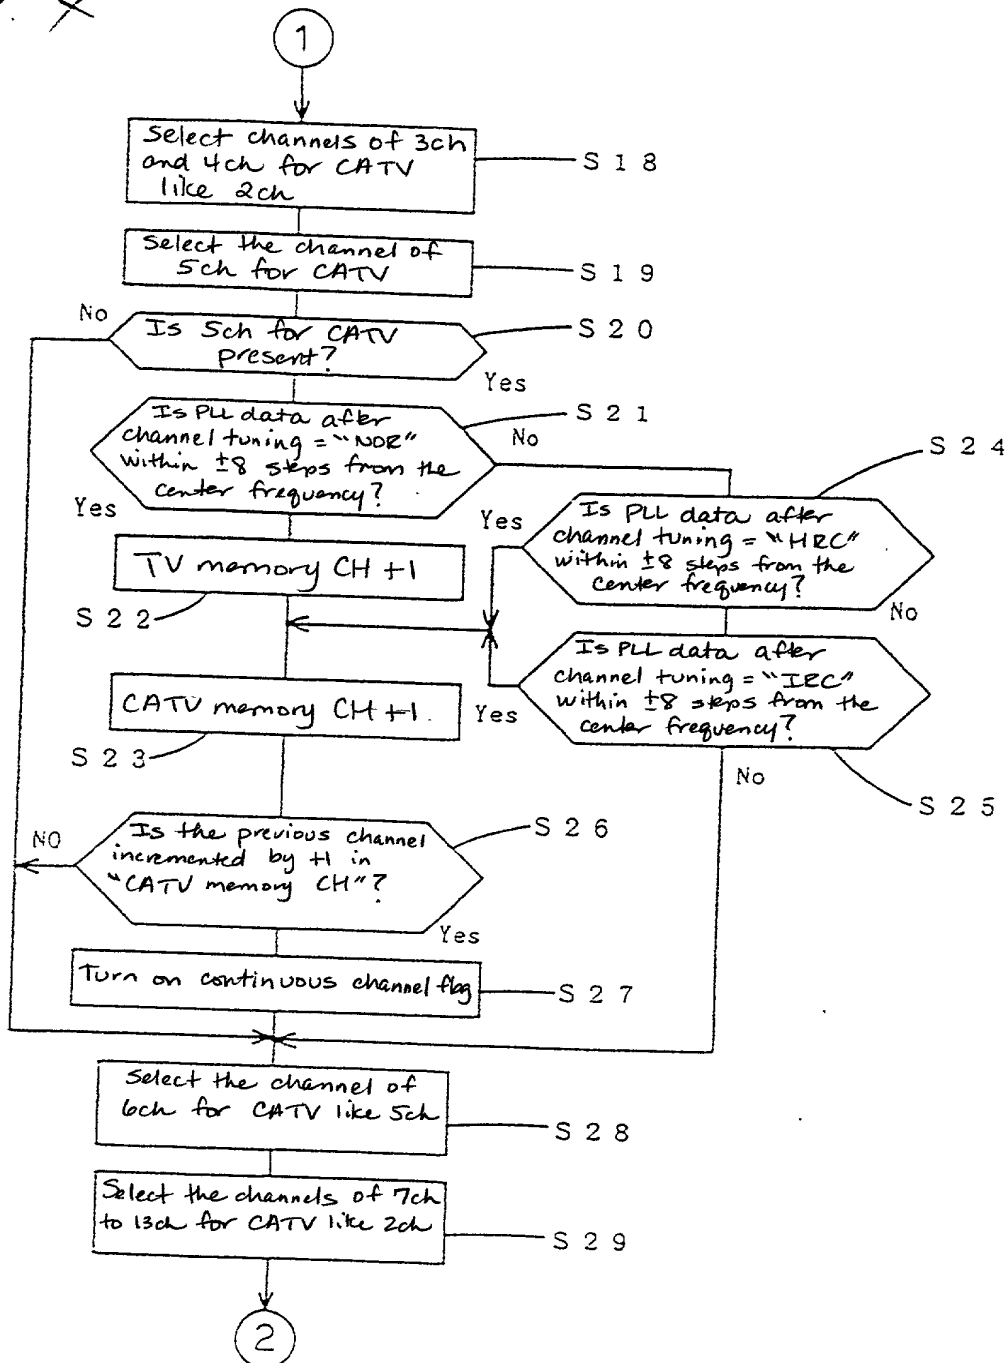 1
Select channels of 3ch
and 4ch for CATV
like 2ch
S 1 8
Select the channel of
5ch for CATV
S 1 9
No
Is 5ch for CATV
present?
S 2 0
Yes
Is PLL data after
channel tuning = "NOR"
within ±8 steps from the
center frequency?
S 2 1
No
Yes
S 2 4
Is PLL data after
channel tuning = "HRC"
within ±8 steps from the
center frequency?
Yes
No
TV memory CH +1
S 2 2
Is PLL data after
channel tuning = "IRC"
within ±8 steps from the
center frequency?
Yes
No
S 2 5
CATV memory CH +1.
S 2 3
NO
Is the previous channel
incremented by +1 in
"CATV memory CH"?
S 2 6
Yes
Turn on continuous channel flag
S 2 7
Select the channel of
6ch for CATV like 5ch
S 2 8
Select the channels of 7ch
to 13ch for CATV like 2ch
S 2 9
2